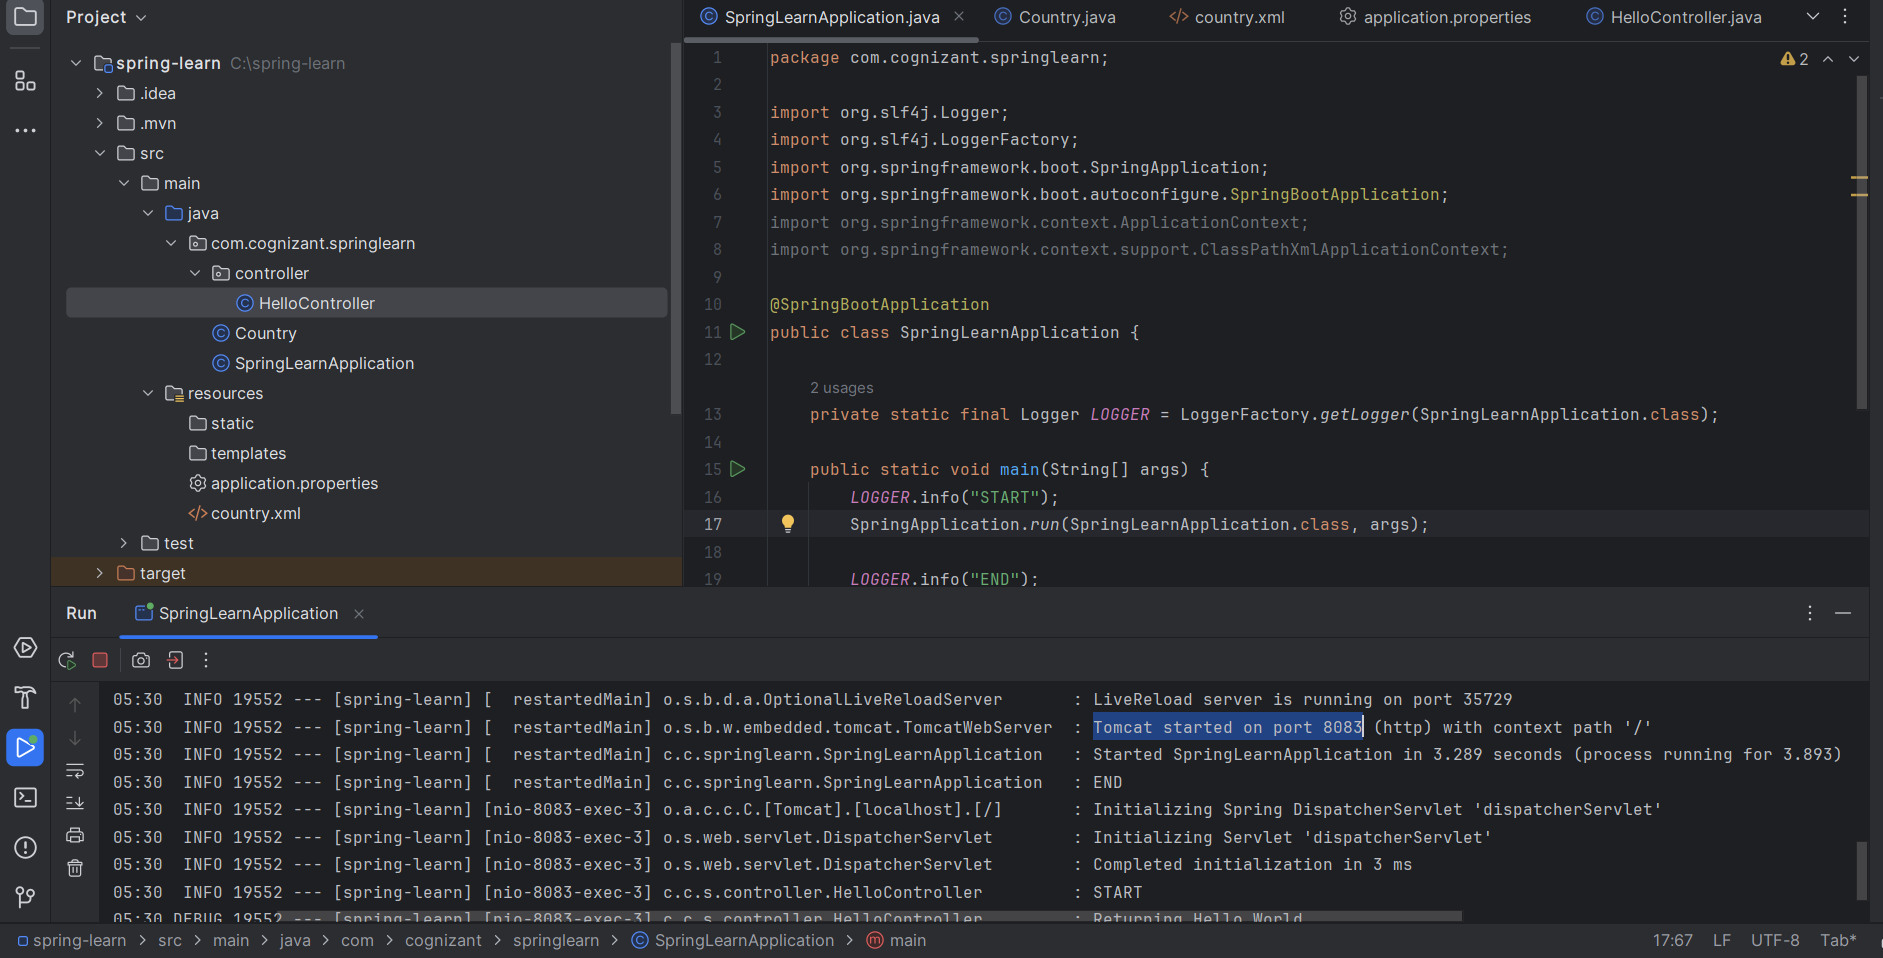 Project
spring-learn C:\spring-learn
.idea
.mvn
src
main
java
com.cognizant.springlearn
controller
HelloController
Country
SpringLearnApplication
resources
static
templates
application.properties
country.xml
test
target
SpringLearnApplication.java Country.java country.xml application.properties HelloController.java
2
1 package com.cognizant.springlearn;
2
3 import org.slf4j.Logger;
4 import org.slf4j.LoggerFactory;
5 import org.springframework.boot.SpringApplication;
6 import org.springframework.boot.autoconfigure.SpringBootApplication;
7 import org.springframework.context.ApplicationContext;
8 import org.springframework.context.support.ClassPathXmlApplicationContext;
9
10 @SpringBootApplication
11 public class SpringLearnApplication {
12
2 usages
13 private static final Logger LOGGER = LoggerFactory.getLogger(SpringLearnApplication.class);
14
15 public static void main(String[] args) {
16 LOGGER.info("START");
17 SpringApplication.run(SpringLearnApplication.class, args);
18
19 LOGGER.info("END");
Run SpringLearnApplication
05:30  INFO 19552 --- [spring-learn] [  restartedMain] o.s.b.d.a.OptionalLiveReloadServer       : LiveReload server is running on port 35729
05:30  INFO 19552 --- [spring-learn] [  restartedMain] o.s.b.w.embedded.tomcat.TomcatWebServer  : Tomcat started on port 8083 (http) with context path '/'
05:30  INFO 19552 --- [spring-learn] [  restartedMain] c.c.springlearn.SpringLearnApplication   : Started SpringLearnApplication in 3.289 seconds (process running for 3.893)
05:30  INFO 19552 --- [spring-learn] [  restartedMain] c.c.springlearn.SpringLearnApplication   : END
05:30  INFO 19552 --- [spring-learn] [nio-8083-exec-3] o.a.c.c.C.[Tomcat].[localhost].[/]       : Initializing Spring DispatcherServlet 'dispatcherServlet'
05:30  INFO 19552 --- [spring-learn] [nio-8083-exec-3] o.s.web.servlet.DispatcherServlet        : Initializing Servlet 'dispatcherServlet'
05:30  INFO 19552 --- [spring-learn] [nio-8083-exec-3] o.s.web.servlet.DispatcherServlet        : Completed initialization in 3 ms
05:30  INFO 19552 --- [spring-learn] [nio-8083-exec-3] c.c.s.controller.HelloController         : START
05:30 DEBUG 19552 --- [spring-learn] [nio-8083-exec-3] c.c.s.controller.HelloController         : Returning Hello World
spring-learn > src > main > java > com > cognizant > springlearn > SpringLearnApplication > main 17:67 LF UTF-8 Tab*